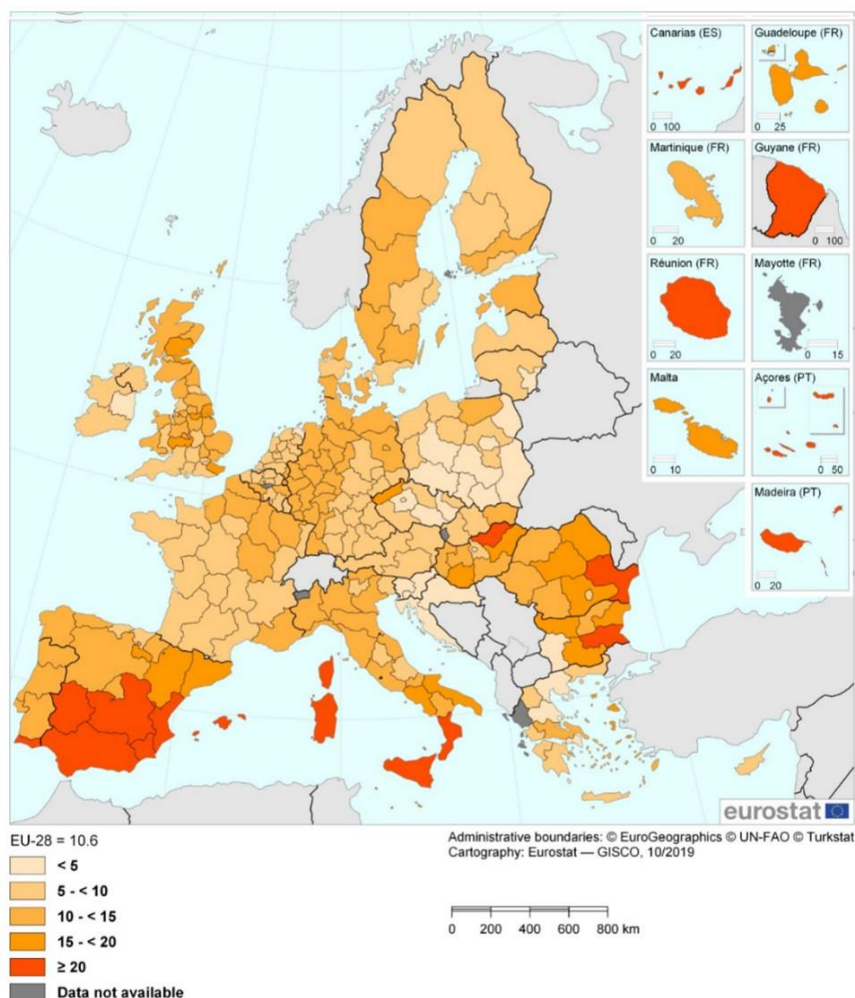 Canarias (ES)
0 100
Guadeloupe (FR)
0 25
Martinique (FR)
0 20
Guyane (FR)
0 100
Réunion (FR)
0 20
Mayotte (FR)
0 15
Malta
0 10
Açores (PT)
0 50
Madeira (PT)
0 20
eurostat
EU-28 = 10.6
< 5
5 - < 10
10 - < 15
15 - < 20
≥ 20
Data not available
Administrative boundaries: © EuroGeographics © UN-FAO © Turkstat
Cartography: Eurostat — GISCO, 10/2019
0 200 400 600 800 km